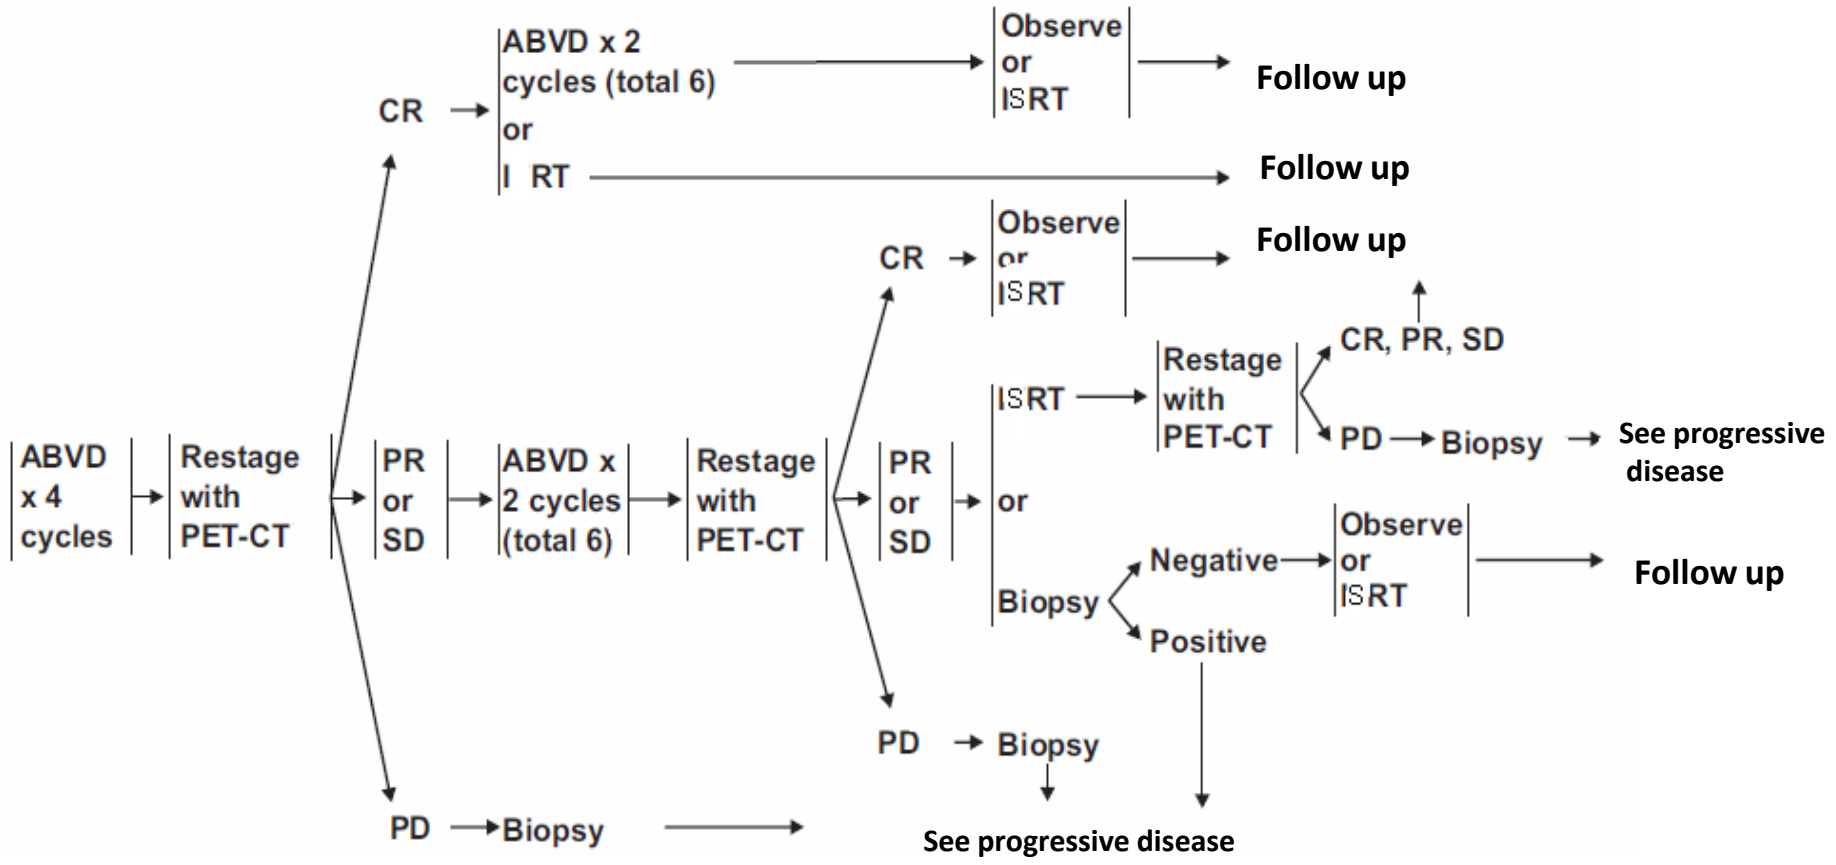 ABVD x 2
cycles (total 6)
or
I RT
CR
Observe
or
ISRT
Follow up
Follow up
CR
Observe
or
ISRT
Follow up
CR, PR, SD
ISRT
Restage
with
PET-CT
PD
Biopsy
See progressive
disease
ABVD
x 4
cycles
Restage
with
PET-CT
PR
or
SD
ABVD x
2 cycles
(total 6)
Restage
with
PET-CT
PR
or
SD
or
Biopsy
Negative
Observe
or
ISRT
Follow up
Positive
PD
Biopsy
PD
Biopsy
See progressive disease